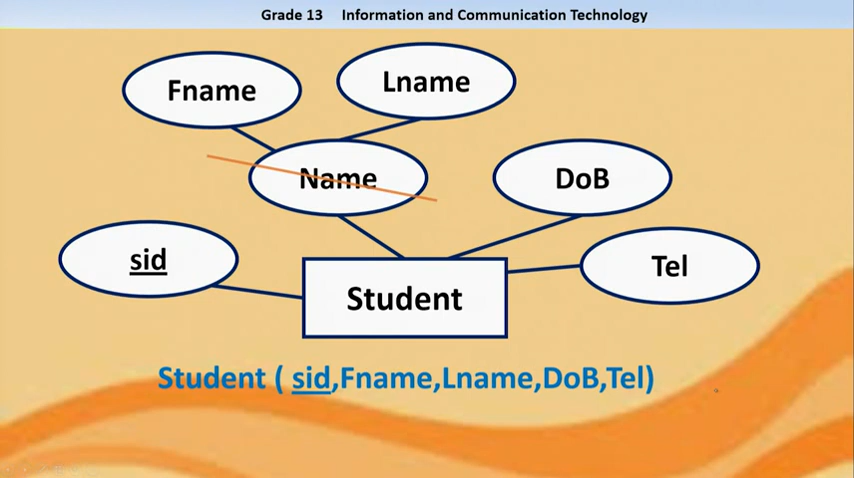 Grade 13 Information and Communication Technology
Fname
Lname
Name
DoB
sid
Tel
Student
Student ( sid,Fname,Lname,DoB,Tel)